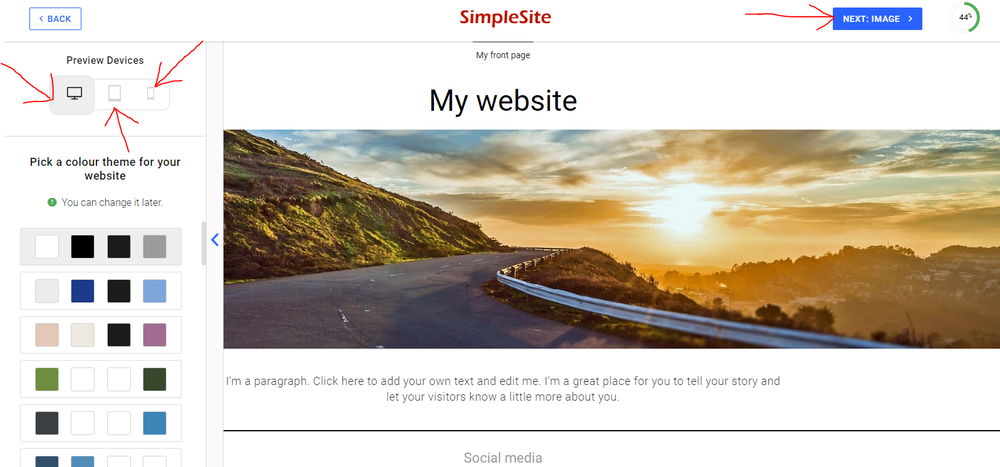 BACK
SimpleSite
NEXT: IMAGE
44%
Preview Devices
My front page
My website
Pick a colour theme for your
website
You can change it later.
I'm a paragraph. Click here to add your own text and edit me. I'm a great place for you to tell your story and
let your visitors know a little more about you.
Social media